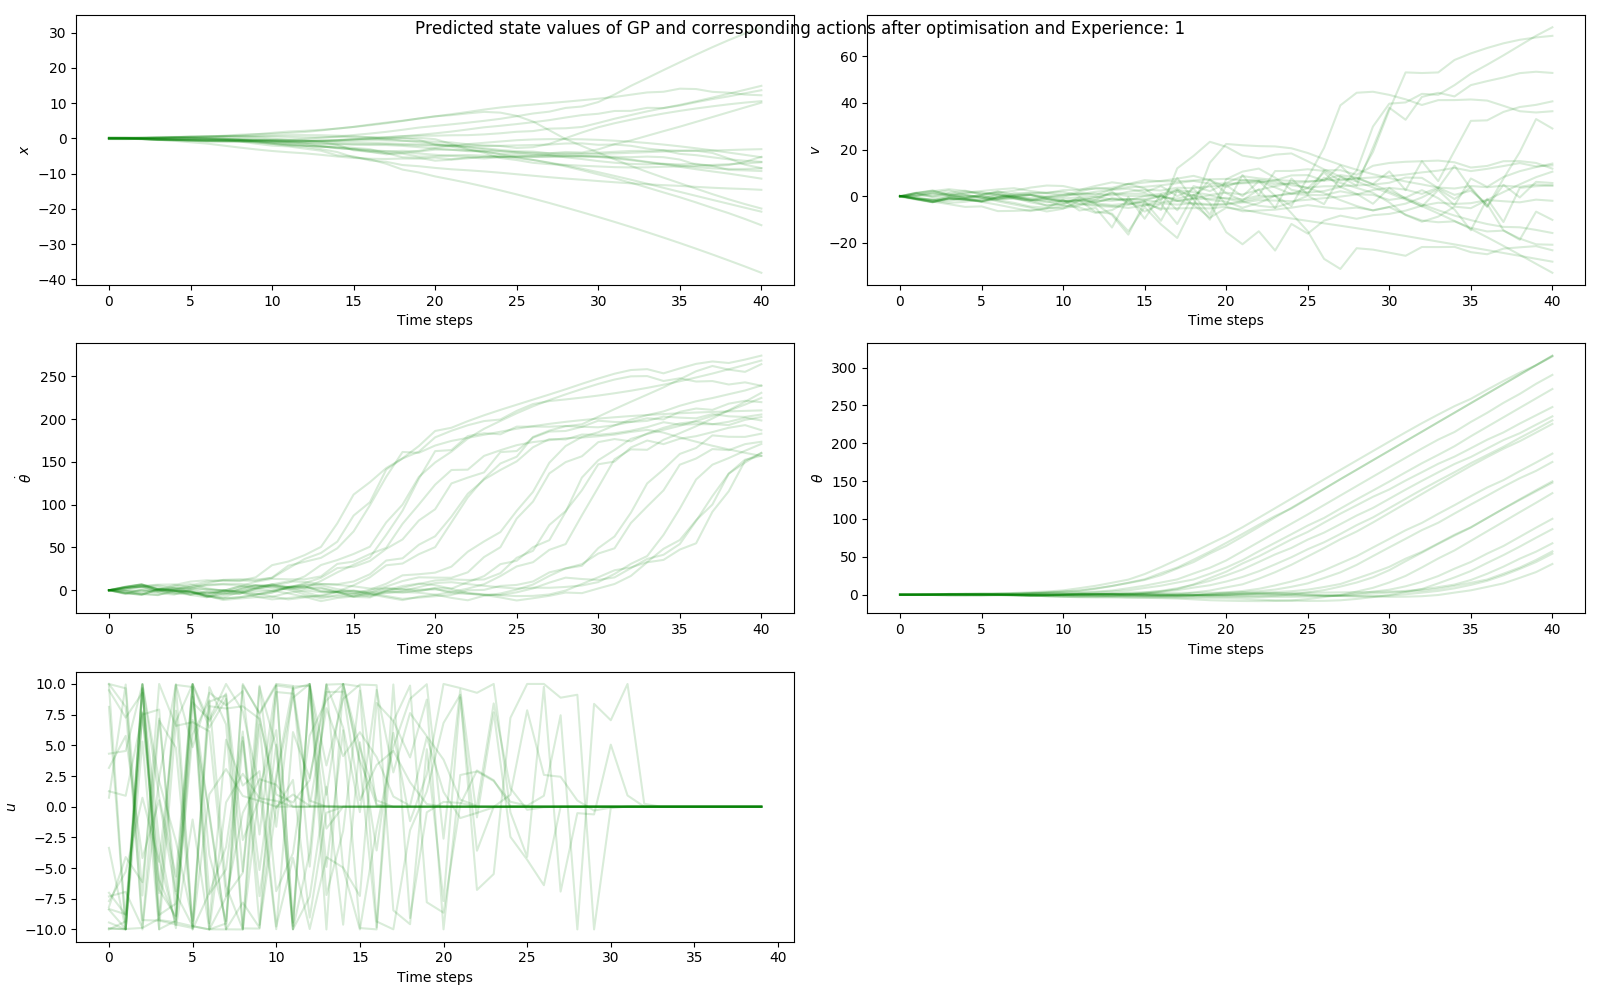 Predicted state values of GP and corresponding actions after optimisation and Experience: 1
30
20
10
0
−10
−20
−30
−40
x
0 5 10 15 20 25 30 35 40
Time steps
60
40
20
0
−20
v
0 5 10 15 20 25 30 35 40
Time steps
250
200
150
100
50
0
θ̇
0 5 10 15 20 25 30 35 40
Time steps
300
250
200
150
100
50
0
θ
0 5 10 15 20 25 30 35 40
Time steps
10.0
7.5
5.0
2.5
0.0
−2.5
−5.0
−7.5
−10.0
u
0 5 10 15 20 25 30 35 40
Time steps